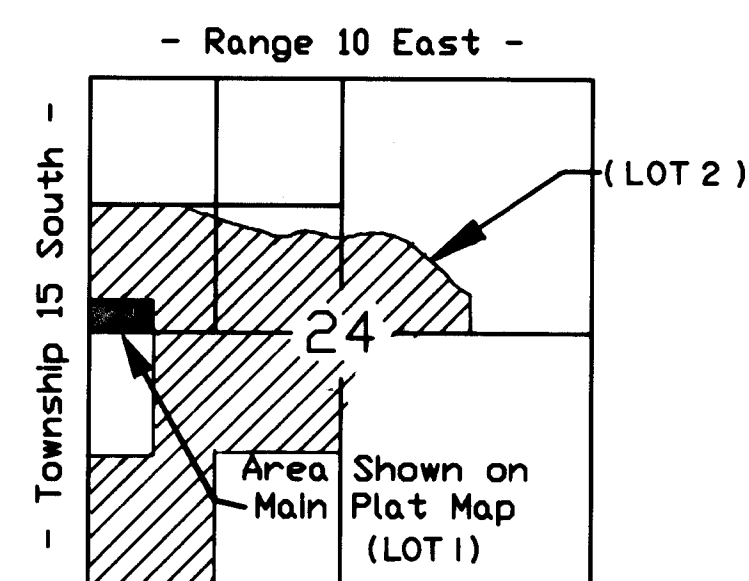 - Range 10 East -
- Township 15 South -
(LOT 2)
24
Area Shown on
Main Plat Map
(LOT 1)